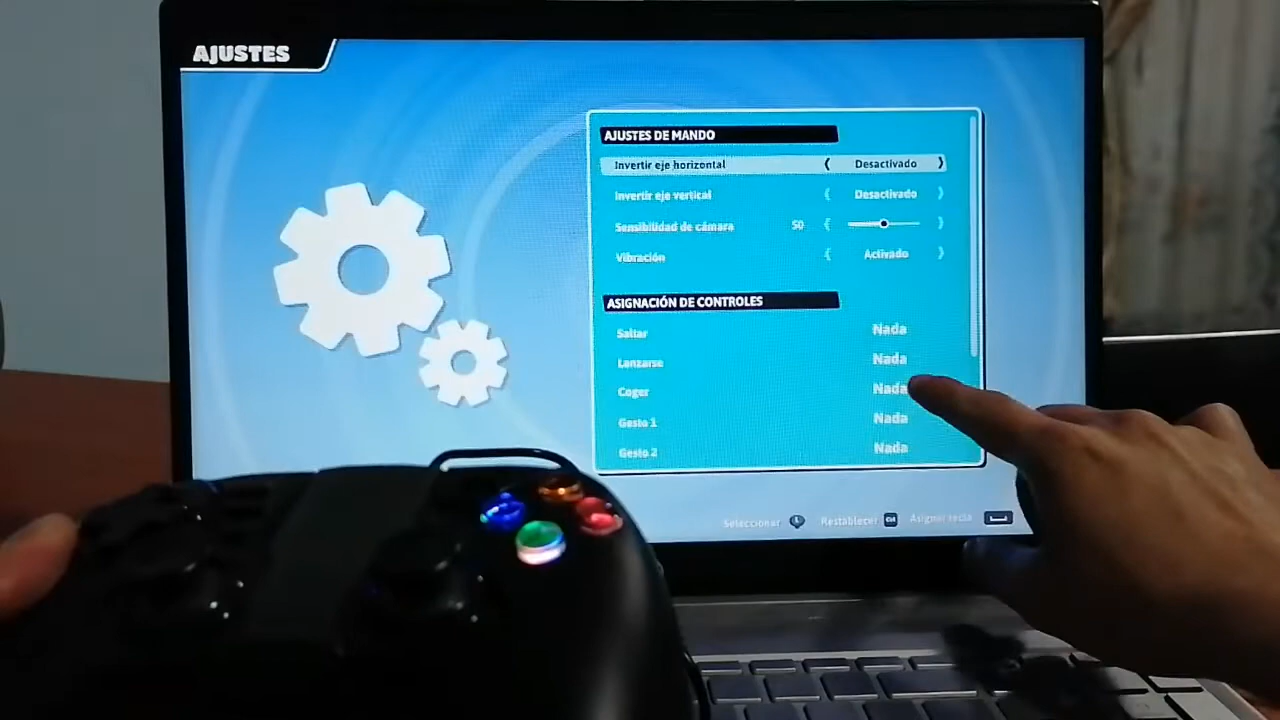 AJUSTES
AJUSTES DE MANDO
Invertir eje horizontal Desactivado
Invertir eje vertical Desactivado
Sensibilidad de cámara 50
Vibración Activado
ASIGNACIÓN DE CONTROLES
Saltar Nada
Lanzarse Nada
Coger Nada
Gesto 1 Nada
Gesto 2 Nada
Seleccionar L Restablecer Ctrl Asignar tecla